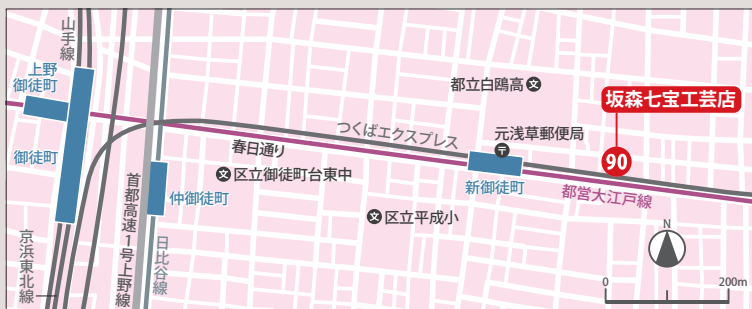 山手線
上野
御徒町
御徒町
京浜東北線
首都高速1号上野線
仲御徒町
日比谷線
春日通り
文
区立御徒町台東中
つくばエクスプレス
都立白鴎高
文
元浅草郵便局
〒
新御徒町
文
区立平成小
坂森七宝工芸店
90
都営大江戸線
N
0
200m